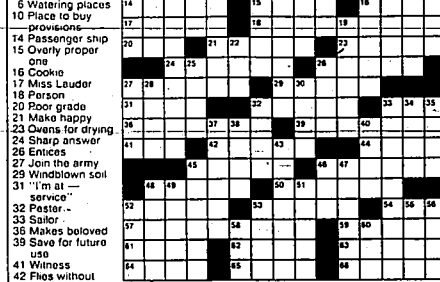 6 Watering places
10 Place to buy
provisions
14 Passenger ship
15 Overly proper
one
16 Cookie
17 Miss Lauder
18 Person
20 Poor grade
21 Make happy
23 Ovens for drying
24 Sharp answer
26 Entices
27 Join the army
29 Windblown soil
31 "I'm at —
service"
32 Pester
33 Sailor
36 Makes beloved
39 Save for future
use
41 Witness
42 Flies without
14 15 16
17 18 19
20 21 22 23
24 25 26
27 28 29 30
31 32 33 34 35
36 37 38 39 40
41 42 43 44
45 46 47
48 49 50 51
52 53 54 55 56
57 58 59 60
61 62 63
64 65 66